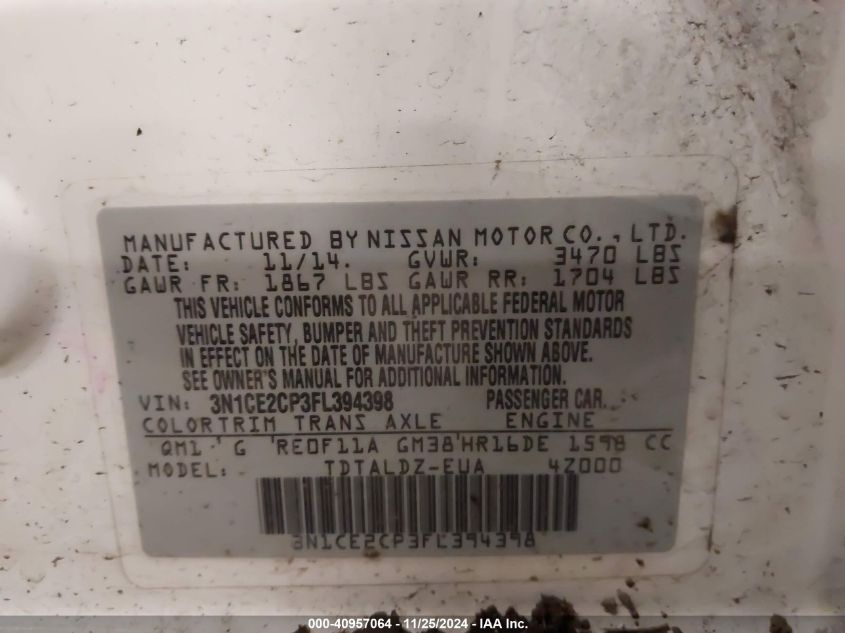 MANUFACTURED BY NISSAN MOTOR CO., LTD.
DATE: 11/14. GVWR: 3470 LBS
GAWR FR: 1867 LBS GAWR RR: 1704 LBS
THIS VEHICLE CONFORMS TO ALL APPLICABLE FEDERAL MOTOR
VEHICLE SAFETY, BUMPER AND THEFT PREVENTION STANDARDS
IN EFFECT ON THE DATE OF MANUFACTURE SHOWN ABOVE.
SEE OWNER'S MANUAL FOR ADDITIONAL INFORMATION.
VIN: 3N1CE2CP3FL394398 PASSENGER CAR.
COLOR TRIM TRANS AXLE ENGINE
QM1 G RE0F11A GM38 HR16DE 1598 CC
MODEL: TDTALDZ-EUA 4Z000
3N1CE2CP3FL394398
000-40957064 - 11/25/2024 - IAA Inc.